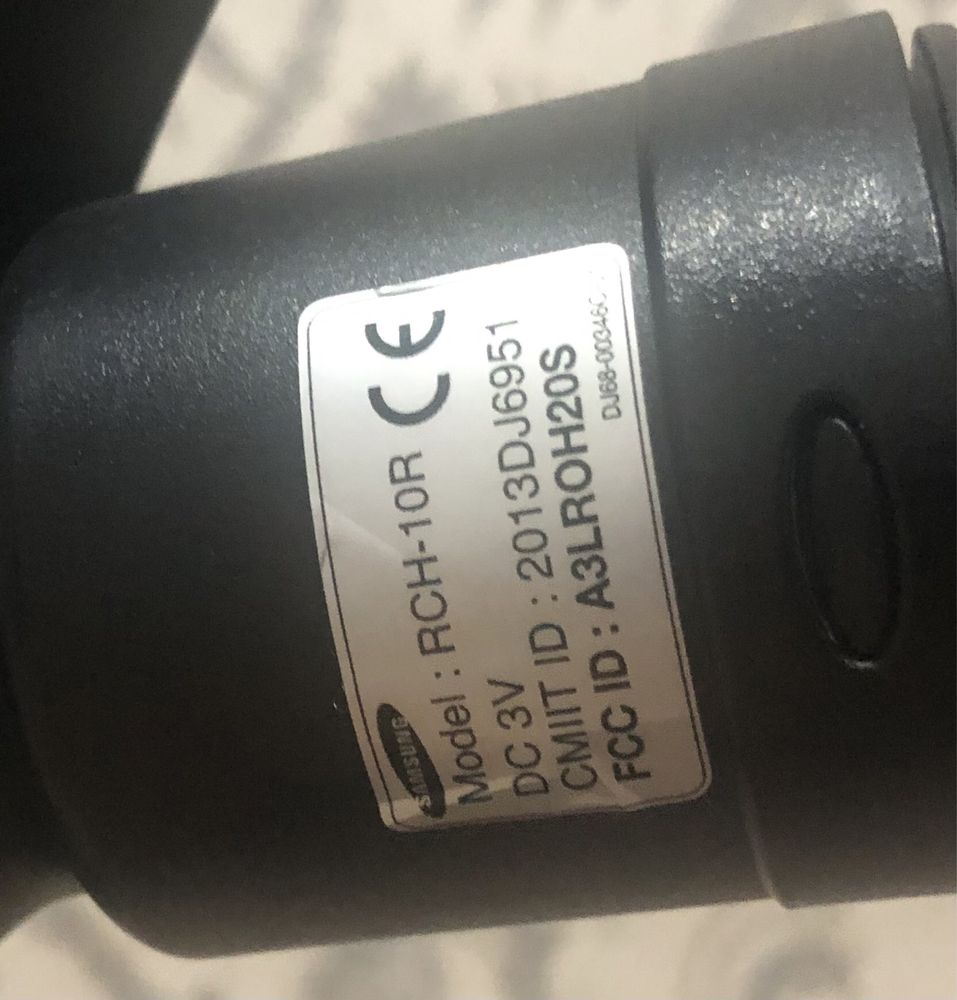 SAMSUNG
Model : RCH-10R CE
DC 3V
CMIIT ID : 2013DJ6951
FCC ID : A3LROH20S